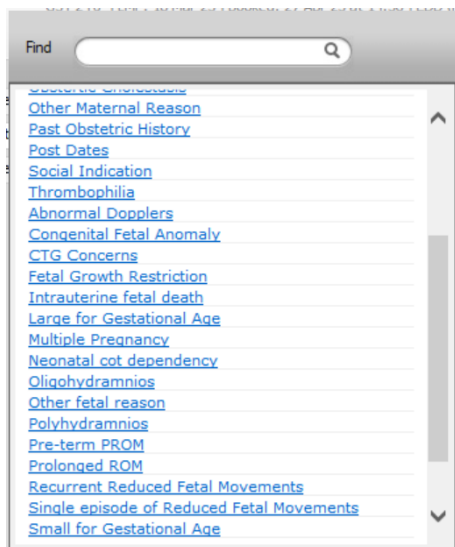 Find
Obstetric Cholestasis
Other Maternal Reason
Past Obstetric History
Post Dates
Social Indication
Thrombophilia
Abnormal Dopplers
Congenital Fetal Anomaly
CTG Concerns
Fetal Growth Restriction
Intrauterine fetal death
Large for Gestational Age
Multiple Pregnancy
Neonatal cot dependency
Oligohydramnios
Other fetal reason
Polyhydramnios
Pre-term PROM
Prolonged ROM
Recurrent Reduced Fetal Movements
Single episode of Reduced Fetal Movements
Small for Gestational Age